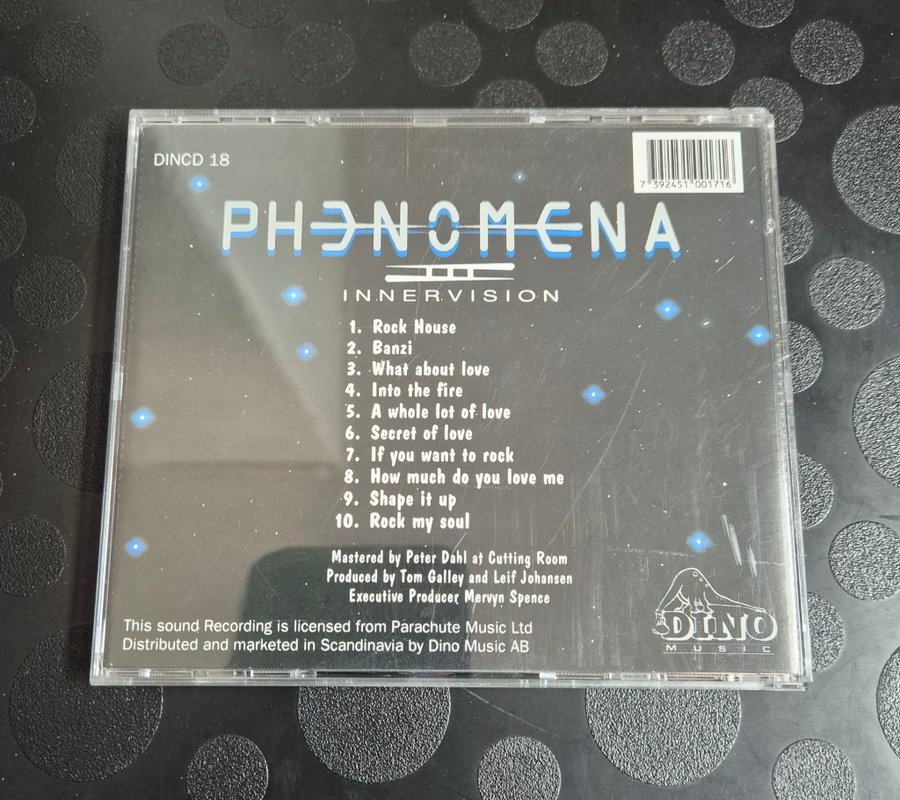 DINCD 18
7 392451 001716
PHENOMENA
III
INNERVISION
1. Rock House
2. Banzi
3. What about love
4. Into the fire
5. A whole lot of love
6. Secret of love
7. If you want to rock
8. How much do you love me
9. Shape it up
10. Rock my soul
Mastered by Peter Dahl at Cutting Room
Produced by Tom Galley and Leif Johansen
Executive Producer Mervyn Spence
This sound Recording is licensed from Parachute Music Ltd
Distributed and marketed in Scandinavia by Dino Music AB
DINO
MUSIC